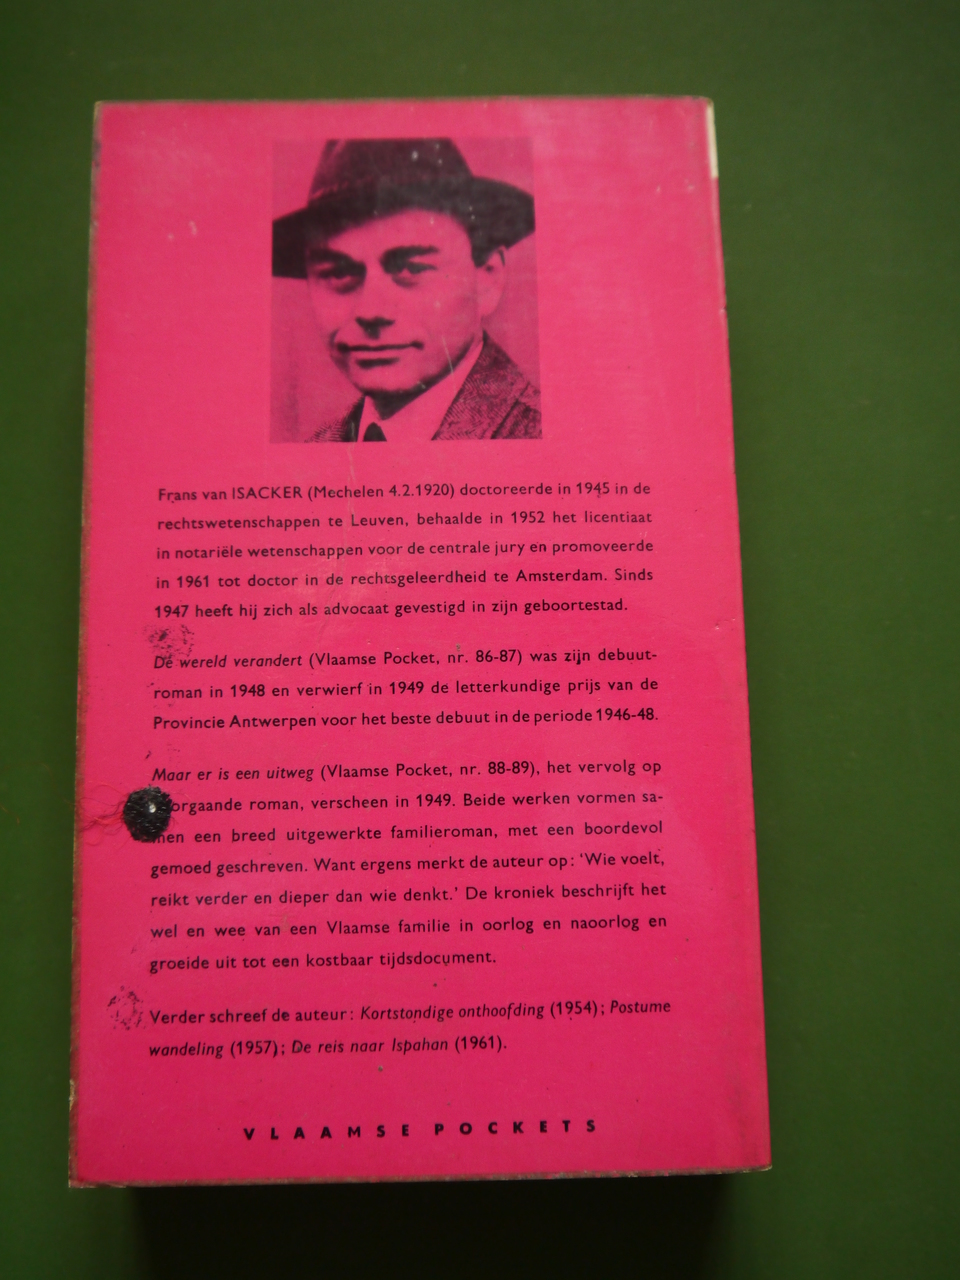 Frans van ISACKER (Mechelen 4.2.1920) doctoreerde in 1945 in de
rechtswetenschappen te Leuven, behaalde in 1952 het licentiaat
in notariële wetenschappen voor de centrale jury en promoveerde
in 1961 tot doctor in de rechtsgeleerdheid te Amsterdam. Sinds
1947 heeft hij zich als advocaat gevestigd in zijn geboortestad.
De wereld verandert (Vlaamse Pocket, nr. 86-87) was zijn debuut-
roman in 1948 en verwierf in 1949 de letterkundige prijs van de
Provincie Antwerpen voor het beste debuut in de periode 1946-48.
Maar er is een uitweg (Vlaamse Pocket, nr. 88-89), het vervolg op
roman, verscheen in 1949. Beide werken vormen sa-
men een breed uitgewerkte familieroman, met een boordevol
gemoed geschreven. Want ergens merkt de auteur op: 'Wie voelt,
reikt verder en dieper dan wie denkt.' De kroniek beschrijft het
wel en wee van een Vlaamse familie in oorlog en naoorlog en
groeide uit tot een kostbaar tijdsdocument.
Verder schreef de auteur: Kortstondige onthoofding (1954); Postume
wandeling (1957); De reis naar Ispahan (1961).
VLAAMSE POCKETS